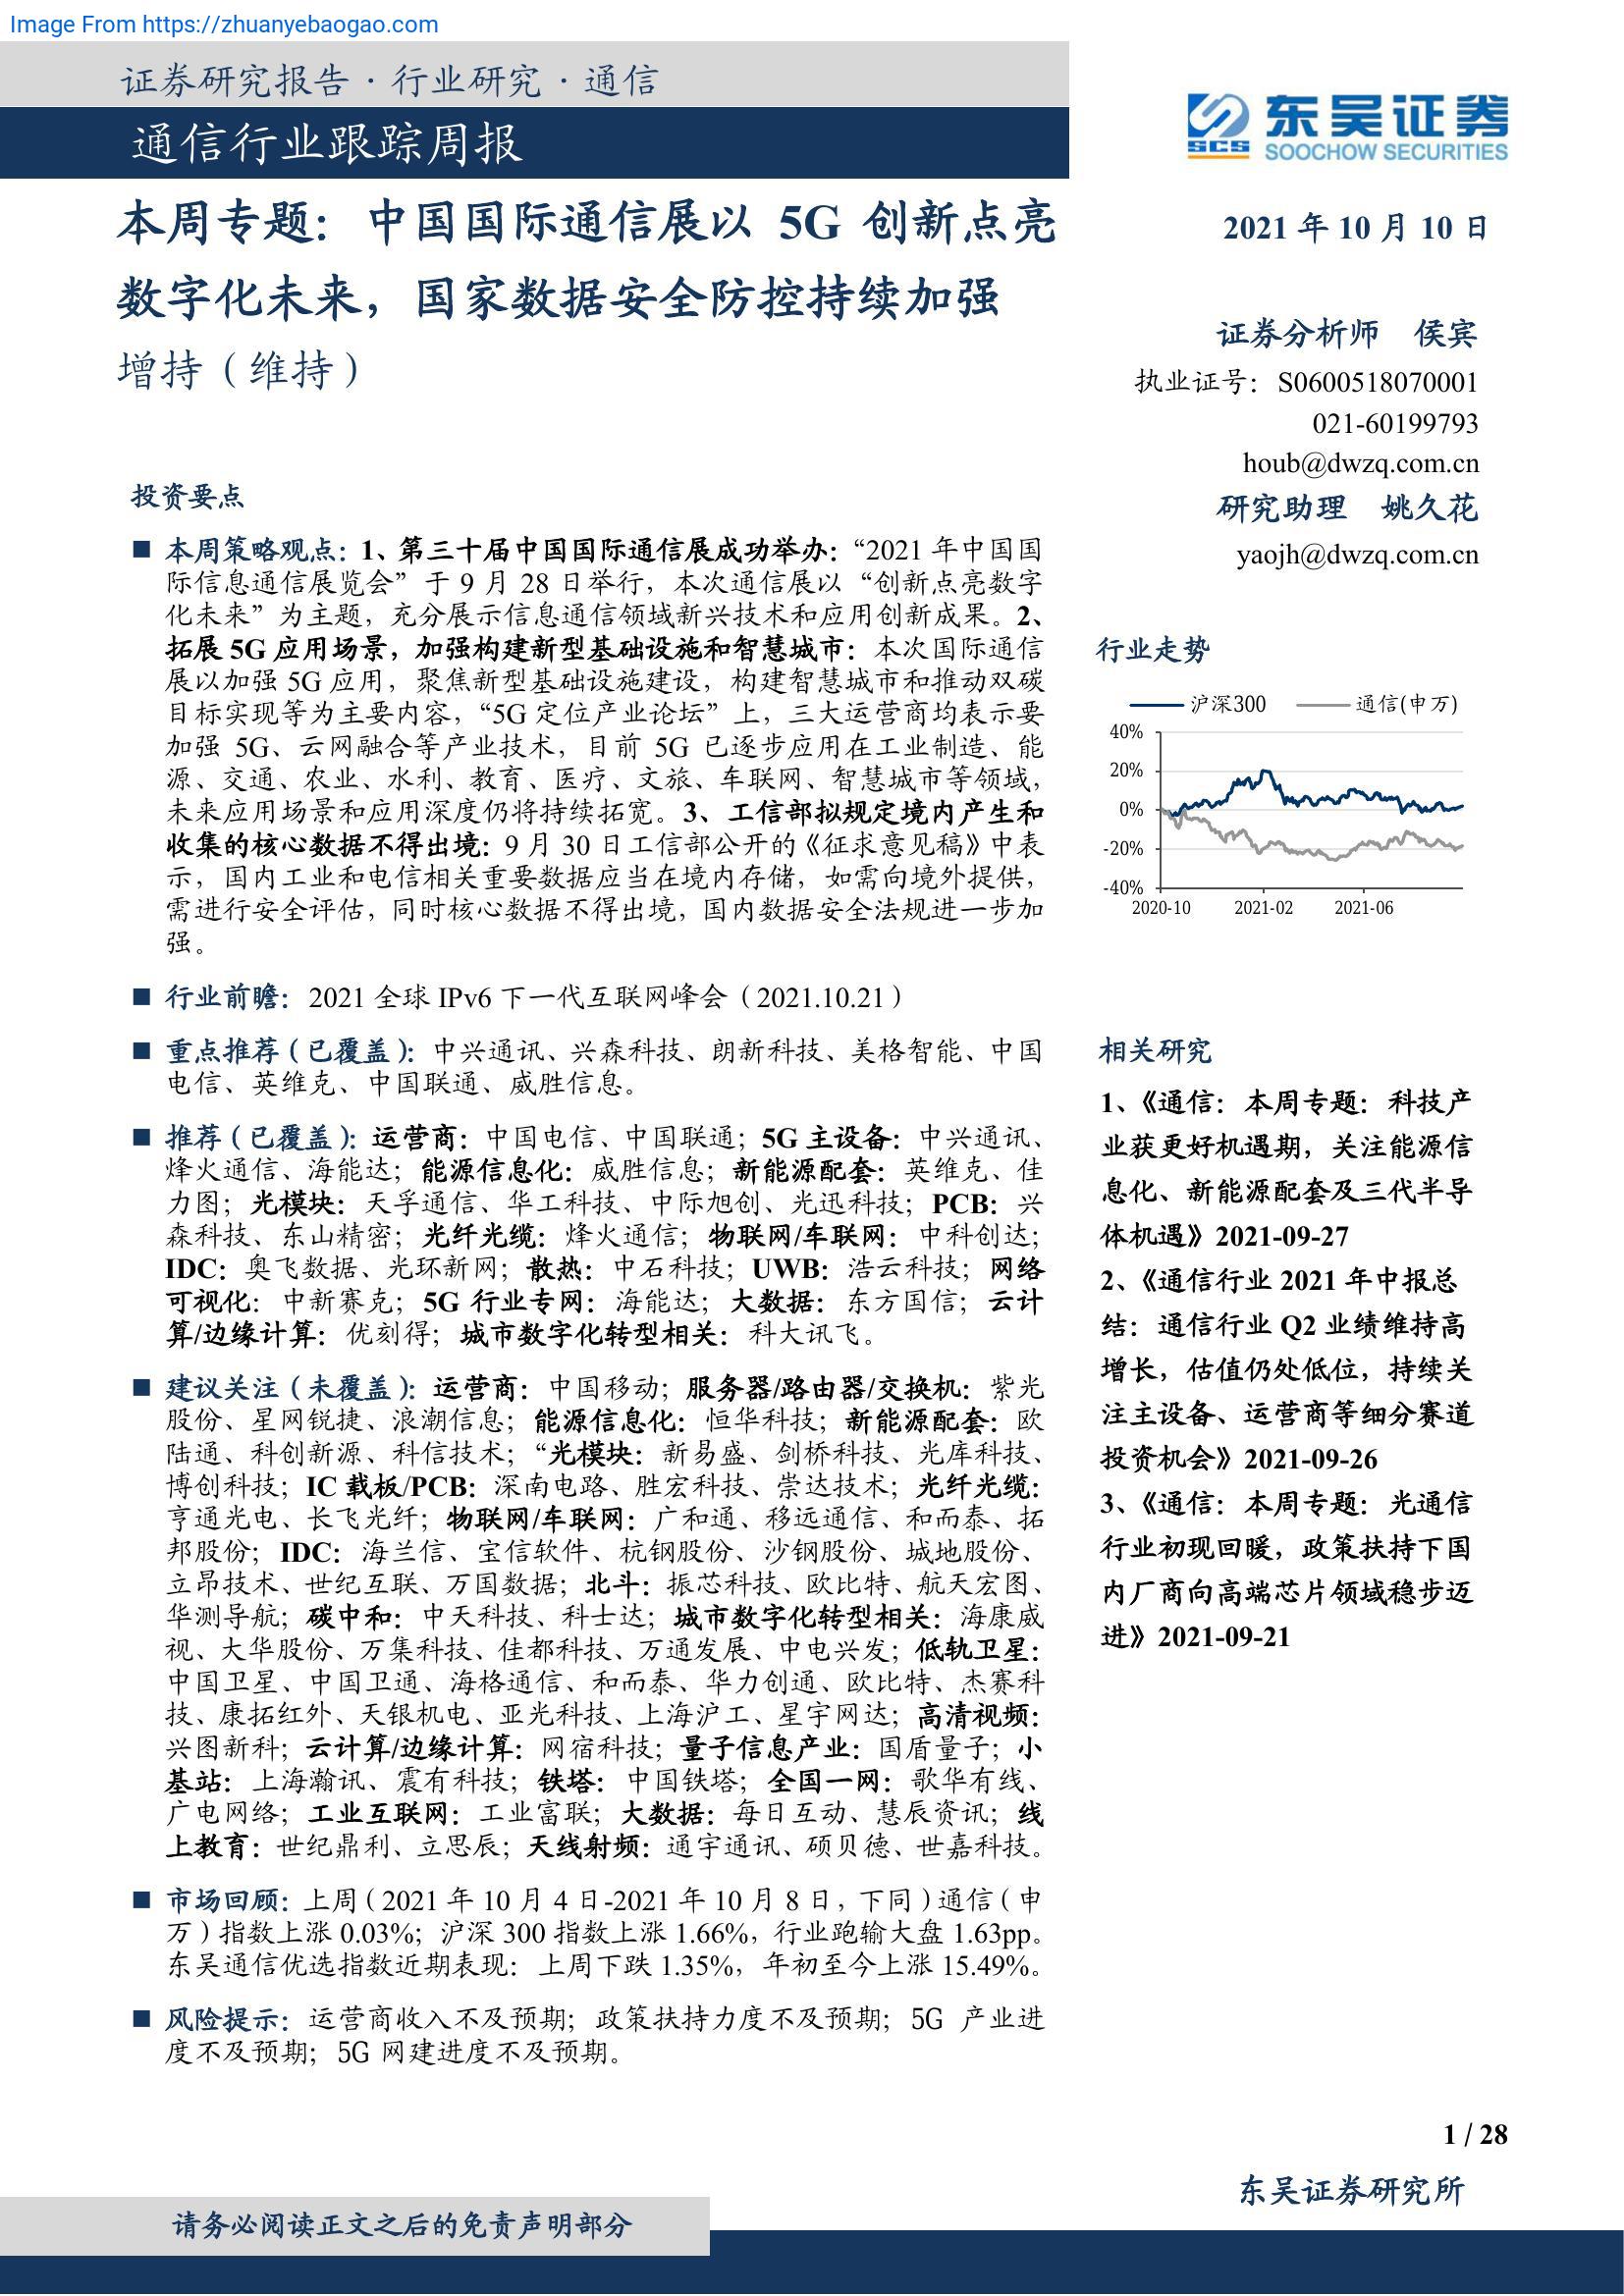 Image From https://zhuanyebaogao.com
证券研究报告 · 行业研究 · 通信
通信行业跟踪周报
东吴证券
SCS
SOOCHOW SECURITIES
本周专题：中国国际通信展以 5G 创新点亮
数字化未来，国家数据安全防控持续加强
增持（维持）
2021 年 10 月 10 日
证券分析师 侯宾
执业证号：S0600518070001
021-60199793
houb@dwzq.com.cn
研究助理 姚久花
yaojh@dwzq.com.cn
投资要点
■ 本周策略观点：1、第三十届中国国际通信展成功举办：“2021 年中国国
际信息通信展览会”于 9 月 28 日举行，本次通信展以“创新点亮数字
化未来”为主题，充分展示信息通信领域新兴技术和应用创新成果。2、
拓展 5G 应用场景，加强构建新型基础设施和智慧城市：本次国际通信
展以加强 5G 应用，聚焦新型基础设施建设，构建智慧城市和推动双碳
目标实现等为主要内容，“5G 定位产业论坛”上，三大运营商均表示要
加强 5G、云网融合等产业技术，目前 5G 已逐步应用在工业制造、能
源、交通、农业、水利、教育、医疗、文旅、车联网、智慧城市等领域，
未来应用场景和应用深度仍将持续拓宽。3、工信部拟规定境内产生和
收集的核心数据不得出境：9 月 30 日工信部公开的《征求意见稿》中表
示，国内工业和电信相关重要数据应当在境内存储，如需向境外提供，
需进行安全评估，同时核心数据不得出境，国内数据安全法规进一步加
强。
■ 行业前瞻：2021 全球 IPv6 下一代互联网峰会（2021.10.21）
■ 重点推荐（已覆盖）：中兴通讯、兴森科技、朗新科技、美格智能、中国
电信、英维克、中国联通、威胜信息。
■ 推荐（已覆盖）：运营商：中国电信、中国联通；5G 主设备：中兴通讯、
烽火通信、海能达；能源信息化：威胜信息；新能源配套：英维克、佳
力图；光模块：天孚通信、华工科技、中际旭创、光迅科技；PCB：兴
森科技、东山精密；光纤光缆：烽火通信；物联网/车联网：中科创达；
IDC：奥飞数据、光环新网；散热：中石科技；UWB：浩云科技；网络
可视化：中新赛克；5G 行业专网：海能达；大数据：东方国信；云计
算/边缘计算：优刻得；城市数字化转型相关：科大讯飞。
■ 建议关注（未覆盖）：运营商：中国移动；服务器/路由器/交换机：紫光
股份、星网锐捷、浪潮信息；能源信息化：恒华科技；新能源配套：欧
陆通、科创新源、科信技术；“光模块：新易盛、剑桥科技、光库科技、
博创科技；IC 载板/PCB：深南电路、胜宏科技、崇达技术；光纤光缆：
亨通光电、长飞光纤；物联网/车联网：广和通、移远通信、和而泰、拓
邦股份；IDC：海兰信、宝信软件、杭钢股份、沙钢股份、城地股份、
立昂技术、世纪互联、万国数据；北斗：振芯科技、欧比特、航天宏图、
华测导航；碳中和：中天科技、科士达；城市数字化转型相关：海康威
视、大华股份、万集科技、佳都科技、万通发展、中电兴发；低轨卫星：
中国卫星、中国卫通、海格通信、和而泰、华力创通、欧比特、杰赛科
技、康拓红外、天银机电、亚光科技、上海沪工、星宇网达；高清视频：
兴图新科；云计算/边缘计算：网宿科技；量子信息产业：国盾量子；小
基站：上海瀚讯、震有科技；铁塔：中国铁塔；全国一网：歌华有线、
广电网络；工业互联网：工业富联；大数据：每日互动、慧辰资讯；线
上教育：世纪鼎利、立思辰；天线射频：通宇通讯、硕贝德、世嘉科技。
■ 市场回顾：上周（2021 年 10 月 4 日-2021 年 10 月 8 日，下同）通信（申
万）指数上涨 0.03%；沪深 300 指数上涨 1.66%，行业跑输大盘 1.63pp。
东吴通信优选指数近期表现：上周下跌 1.35%，年初至今上涨 15.49%。
■ 风险提示：运营商收入不及预期；政策扶持力度不及预期；5G 产业进
度不及预期；5G 网建进度不及预期。
行业走势
沪深300 通信(申万)
40%
20%
0%
-20%
-40%
2020-10 2021-02 2021-06
相关研究
1、《通信：本周专题：科技产
业获更好机遇期，关注能源信
息化、新能源配套及三代半导
体机遇》2021-09-27
2、《通信行业 2021 年中报总
结：通信行业 Q2 业绩维持高
增长，估值仍处低位，持续关
注主设备、运营商等细分赛道
投资机会》2021-09-26
3、《通信：本周专题：光通信
行业初现回暖，政策扶持下国
内厂商向高端芯片领域稳步迈
进》2021-09-21
1 / 28
东吴证券研究所
请务必阅读正文之后的免责声明部分